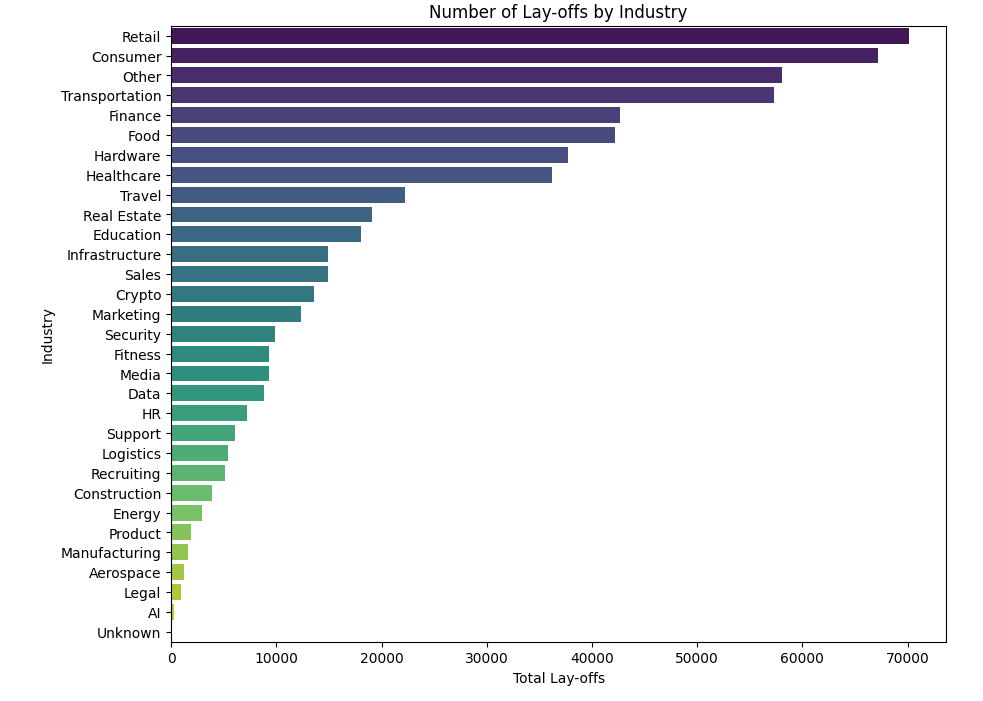 Number of Lay-offs by Industry
Retail
Consumer
Other
Transportation
Finance
Food
Hardware
Healthcare
Travel
Real Estate
Education
Infrastructure
Sales
Crypto
Marketing
Security
Fitness
Media
Data
HR
Support
Logistics
Recruiting
Construction
Energy
Product
Manufacturing
Aerospace
Legal
AI
Unknown
Industry
0 10000 20000 30000 40000 50000 60000 70000
Total Lay-offs